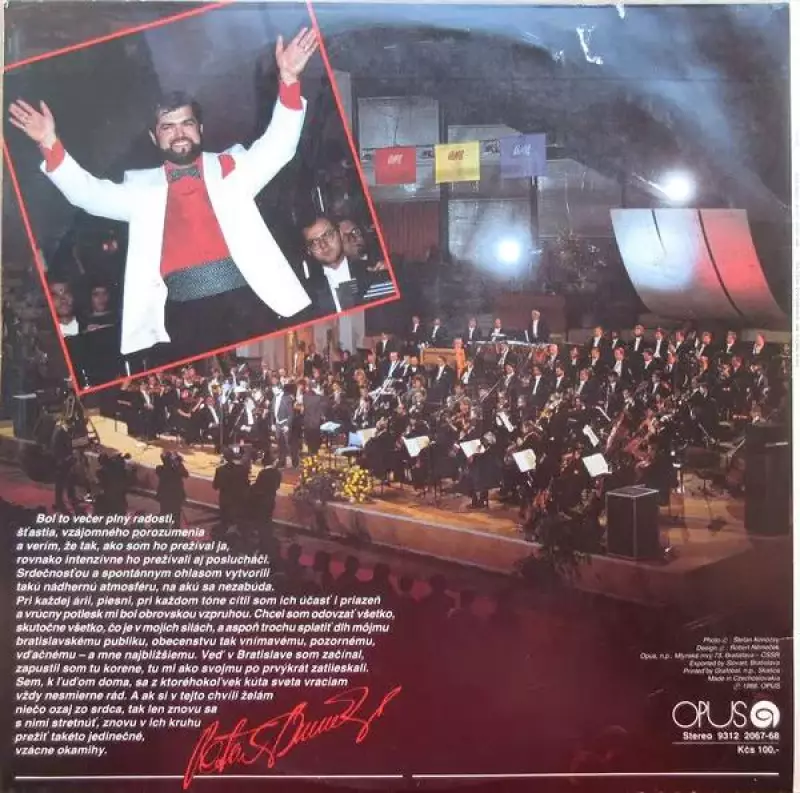 Bol to večer plný radosti,
šťastia, vzájomného porozumenia
a verím, že tak, ako som ho prežíval ja,
rovnako intenzívne ho prežívali aj poslucháči.
Srdečnosťou a spontánnym ohlasom vytvorili
takú nádhernú atmosféru, na akú sa nezabúda.
Pri každej árii, piesni, pri každom tóne cítil som ich účasť i priazeň
a vrúcny potlesk mi bol obrovskou vzpruhou. Chcel som odovzať všetko,
skutočne všetko, čo je v mojich silách, a aspoň trochu splatiť dlh môjmu
bratislavskému publiku, obecenstvu tak vnímavému, pozornému,
vďačnému – a mne najbližšiemu. Veď v Bratislave som začínal,
zapustil som tu korene, tu mi ako svojmu po prvýkrát zatlieskali.
Sem, k ľuďom doma, sa z ktoréhokoľvek kúta sveta vraciam
vždy nesmierne rád. A ak si v tejto chvíli želám
niečo ozaj zo srdca, tak len znovu sa
s nimi stretnúť, znovu v ich kruhu
prežiť takéto jedinečné,
vzácne okamihy.
Photo
Design
Opus, n.p., Mlynské nivy 73, Bratislava – ČSSR
Exported by Slovart, Bratislava
Printed by Grafobal, n.p., Skalica
Made in Czechoslovakia
℗ OPUS
OPUS
Stereo 9312 2067-68
Kčs 100,-